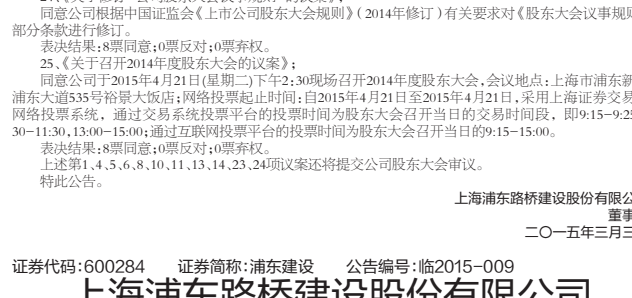 同意公司根据中国证监会《上市公司股东大会规则》(2014年修订)有关要求对《股东大会议事规则
部分条款进行修订。
表决结果:8票同意;0票反对;0票弃权。
25、《关于召开2014年度股东大会的议案》;
同意公司于2015年4月21日(星期二)下午2:30现场召开2014年度股东大会,会议地点:上海市浦东新
浦东大道535号裕景大饭店;网络投票起止时间:自2015年4月21日至2015年4月21日,采用上海证券交易
网络投票系统，通过交易系统投票平台的投票时间为股东大会召开当日的交易时间段，即9:15-9:25
30-11:30,13:00-15:00;通过互联网投票平台的投票时间为股东大会召开当日的9:15-15:00。
表决结果:8票同意;0票反对;0票弃权。
上述第1、4、5、6、8、10、11、13、14、23、24项议案还将提交公司股东大会审议。
特此公告。
上海浦东路桥建设股份有限公
董事
二〇一五年三月三
证券代码:600284 证券简称:浦东建设 公告编号:临2015-009
上海浦东路桥建设股份有限公司